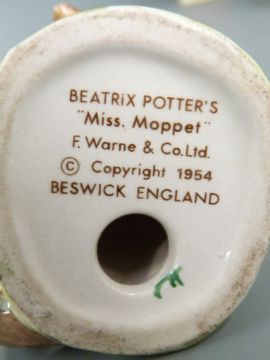 BEATRiX POTTER'S
"Miss. Moppet"
F. Warne & Co.Ltd.
© Copyright 1954
BESWICK ENGLAND